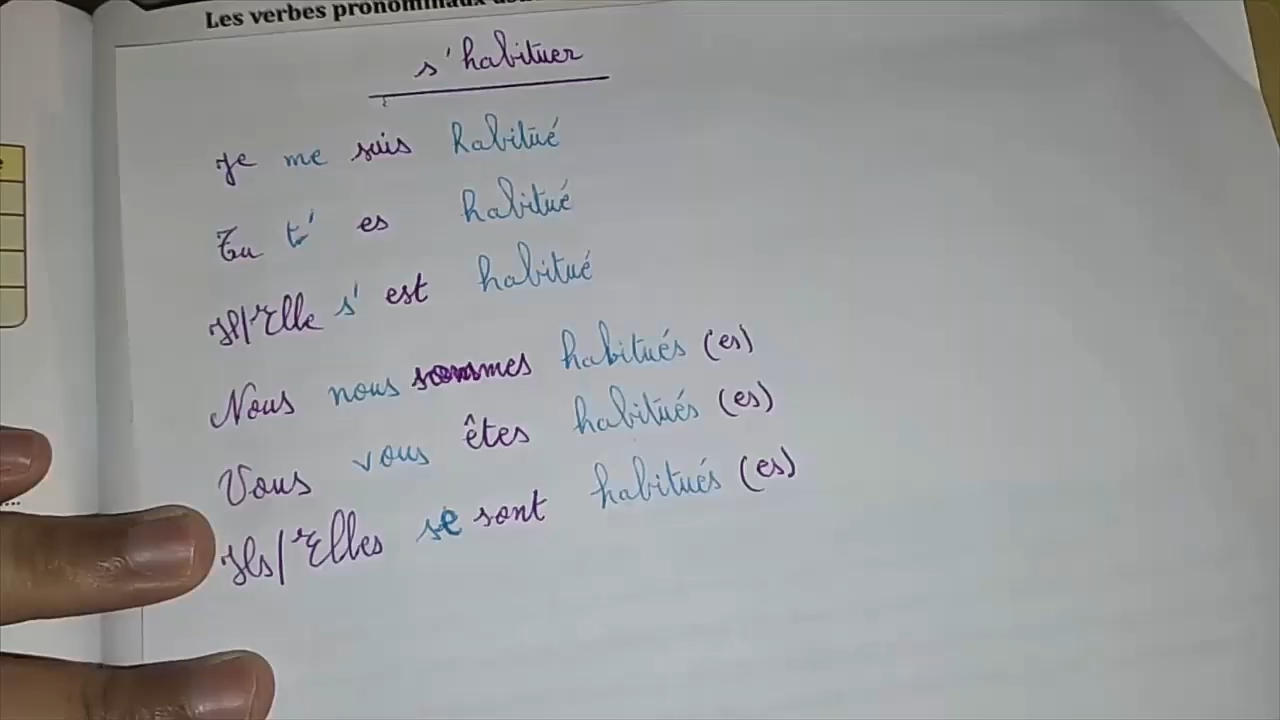 Les verbes pronominaux
s'habituer
Je me suis habitué
Tu t' es habitué
Il/Elle s' est habitué
Nous nous sommes habitués (es)
Vous vous êtes habitués (es)
Ils/Elles se sont habitués (es)